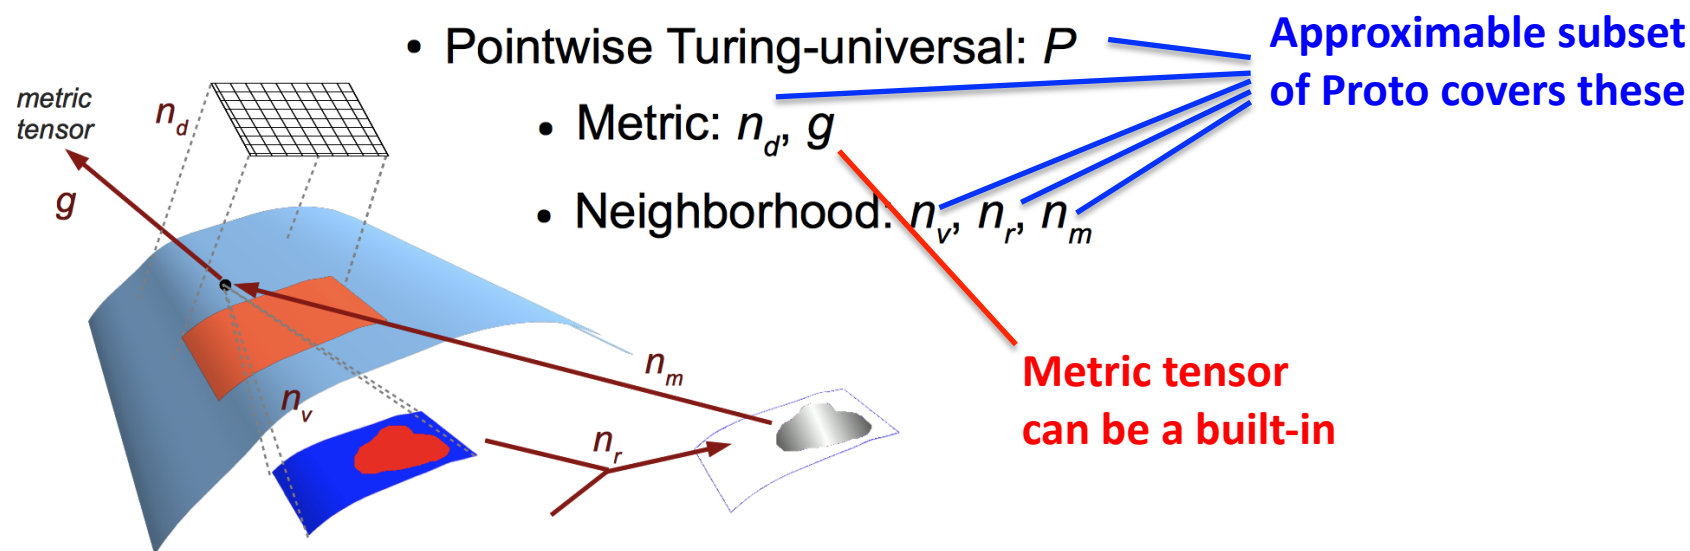 • Pointwise Turing-universal: P
• Metric: n_d, g
• Neighborhood: n_v, n_r, n_m
Approximable subset
of Proto covers these
metric
tensor
n_d
g
n_m
n_v
n_r
Metric tensor
can be a built-in